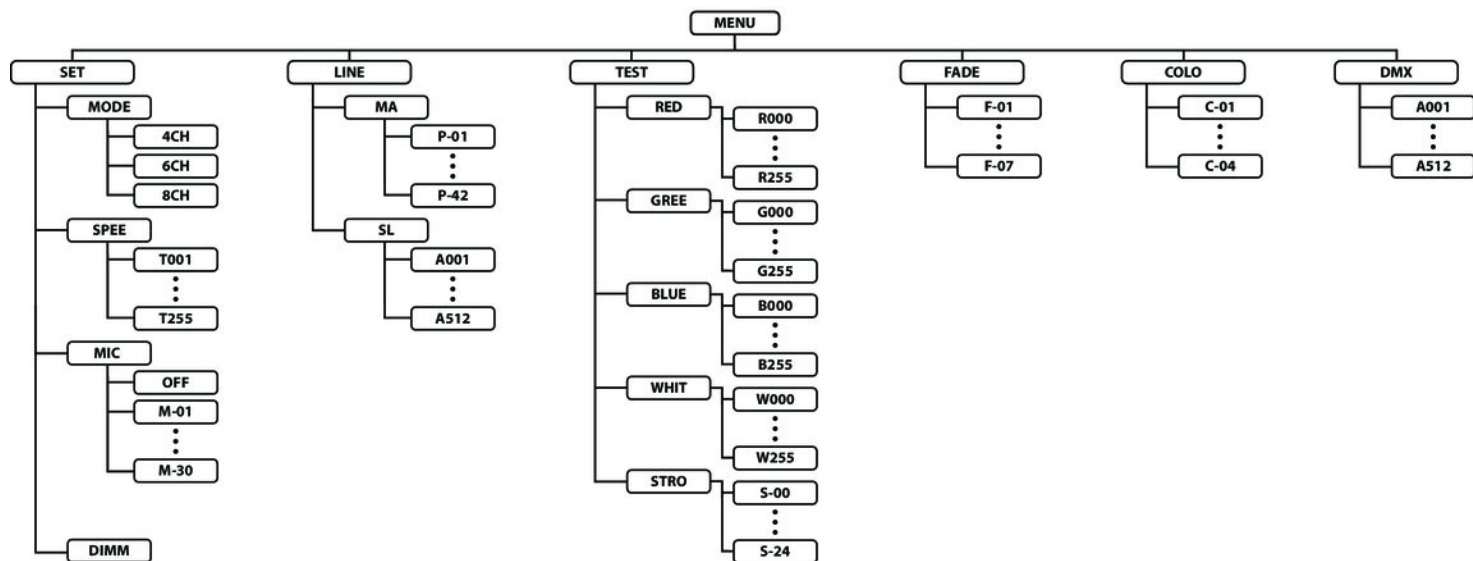 MENU
SET
MODE
4CH
6CH
8CH
SPEE
T001
T255
MIC
OFF
M-01
M-30
DIMM
LINE
MA
P-01
P-42
SL
A001
A512
TEST
RED
R000
R255
GREE
G000
G255
BLUE
B000
B255
WHIT
W000
W255
STRO
S-00
S-24
FADE
F-01
F-07
COLO
C-01
C-04
DMX
A001
A512